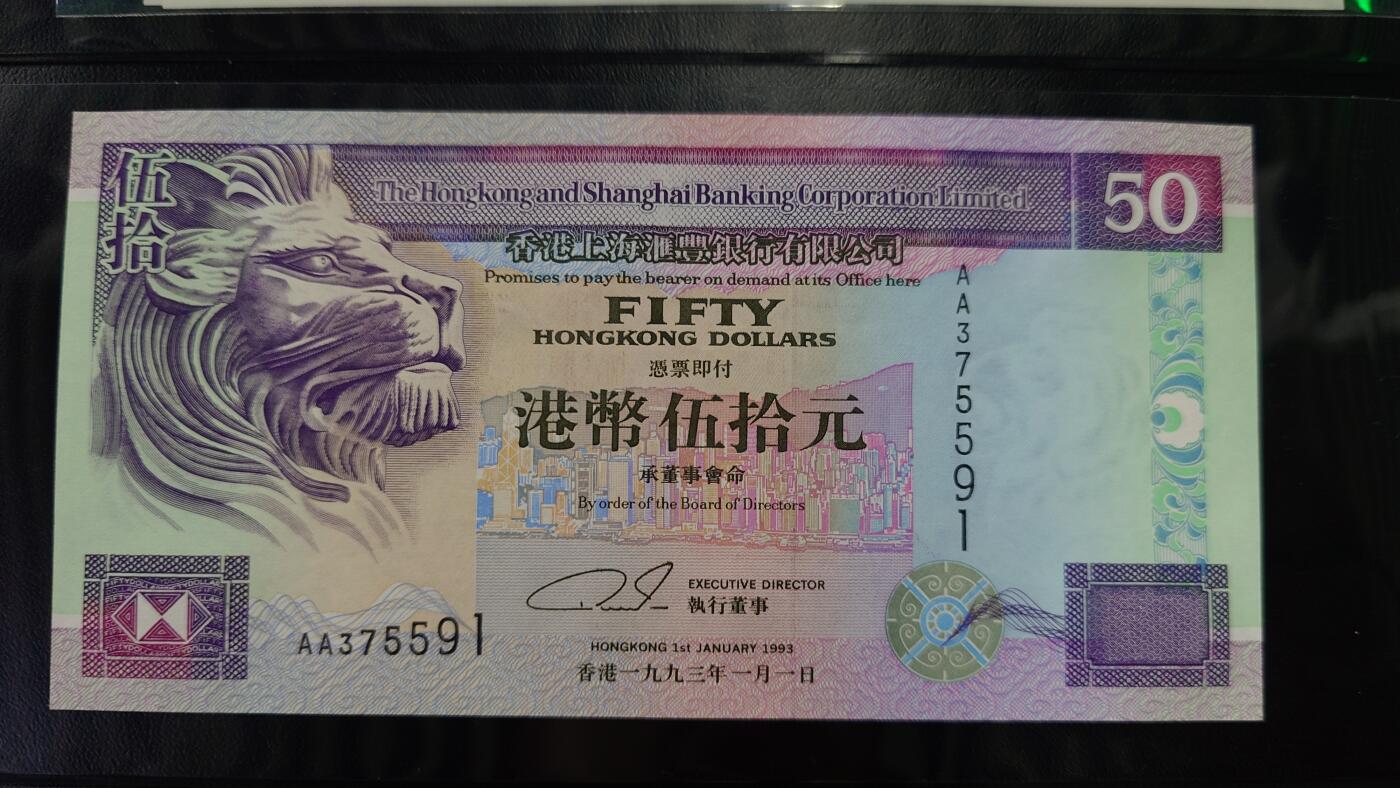 伍拾
The Hongkong and Shanghai Banking Corporation Limited
50
香港上海滙豐銀行有限公司
Promises to pay the bearer on demand at its Office here
FIFTY
HONGKONG DOLLARS
憑票即付
港幣伍拾元
承董事會命
By order of the Board of Directors
AA375591
EXECUTIVE DIRECTOR
執行董事
AA375591
HONGKONG 1st JANUARY 1993
香港一九九三年一月一日